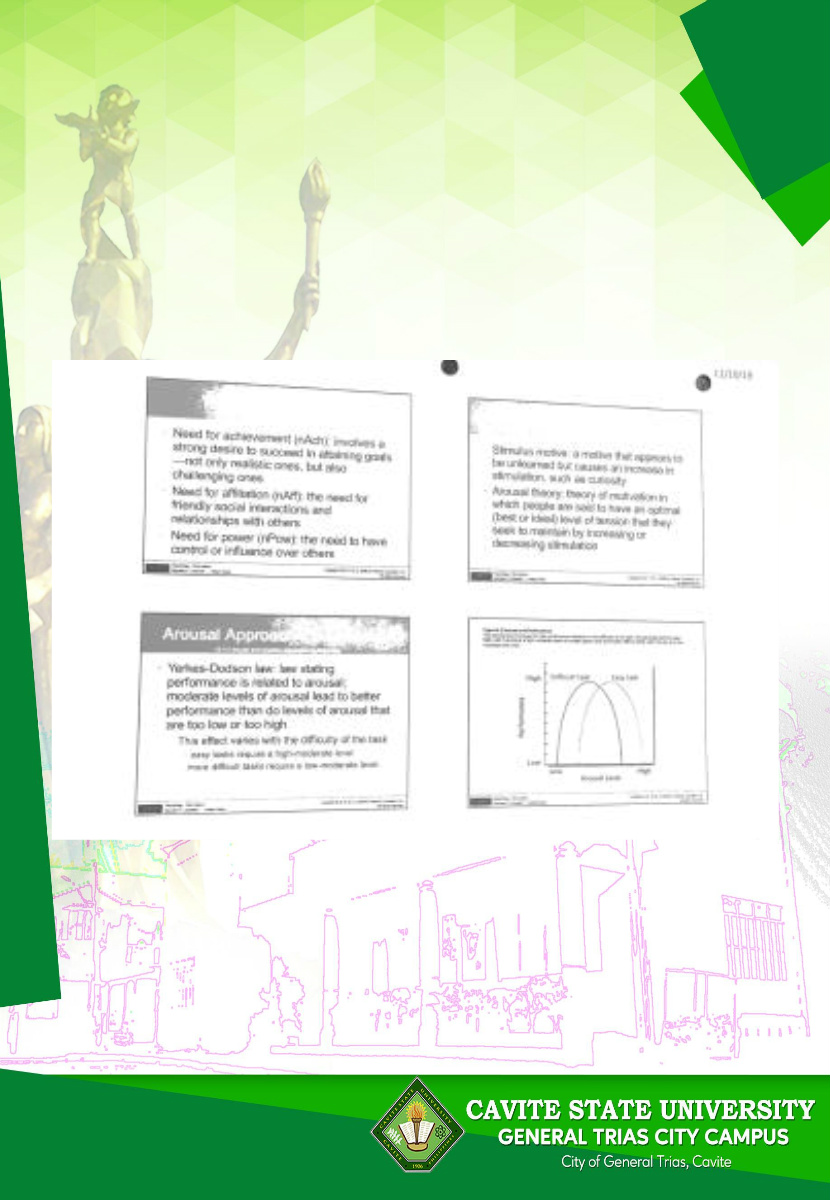 11/10/16
Need for achievement (nAch): involves a
strong desire to succeed in attaining goals
—not only realistic ones, but also
challenging ones
Need for affiliation (nAff): the need for
friendly social interactions and
relationships with others
Need for power (nPow): the need to have
control or influence over others
Stimulus motive: a motive that appears to
be unlearned but causes an increase in
stimulation, such as curiosity
Arousal theory: theory of motivation in
which people are said to have an optimal
(best or ideal) level of tension that they
seek to maintain by increasing or
decreasing stimulation
Arousal Approach
Yerkes-Dodson law: law stating
performance is related to arousal;
moderate levels of arousal lead to better
performance than do levels of arousal that
are too low or too high
This effect varies with the difficulty of the task
easy tasks require a high-moderate level
more difficult tasks require a low-moderate level
High
Difficult task
Easy task
Performance
Low
Low
High
Arousal Level
CAVITE STATE UNIVERSITY
GENERAL TRIAS CITY CAMPUS
City of General Trias, Cavite
1906